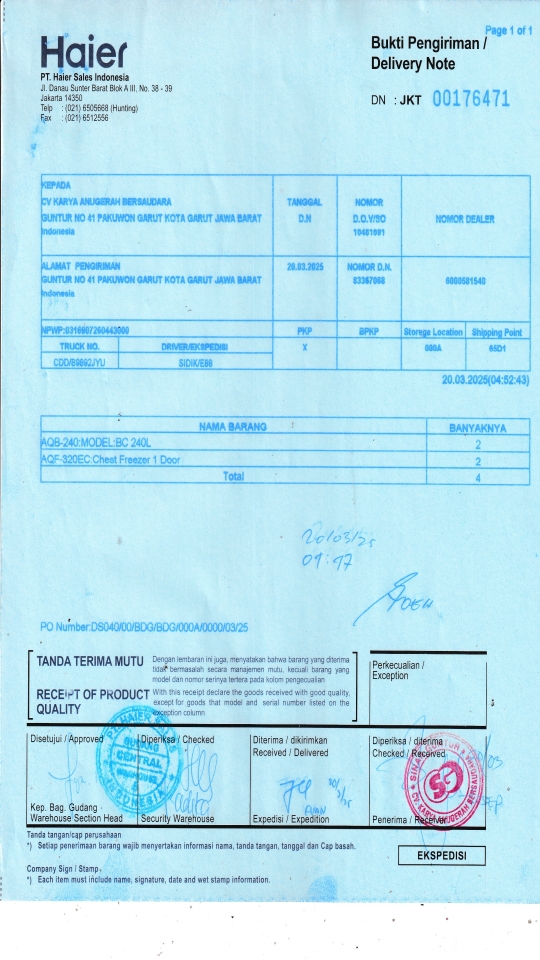 Page 1 of 1
Haier
Bukti Pengiriman /
Delivery Note
PT. Haier Sales Indonesia
Jl. Danau Sunter Barat Blok A III, No. 38 - 39
Jakarta 14350
Telp : (021) 6505668 (Hunting)
Fax : (021) 6512556
DN : JKT 00176471
KEPADA
CV KARYA ANUGERAH BERSAUDARA
GUNTUR NO 41 PAKUWON GARUT KOTA GARUT JAWA BARAT
Indonesia
TANGGAL
D.N
NOMOR
D.O.V/SO
10481691
NOMOR DEALER
ALAMAT PENGIRIMAN
GUNTUR NO 41 PAKUWON GARUT KOTA GARUT JAWA BARAT
Indonesia
20.03.2025
NOMOR D.N.
83367068
6000581540
NPWP:0316907260443000
PKP
BPKP
Storege Location
Shipping Point
TRUCK NO.
DRIVER/EKSPEDISI
X
000A
65D1
CDD/B9892JYU
SIDIK/E88
20.03.2025(04:52:43)
NAMA BARANG
BANYAKNYA
AQB-240:MODEL:BC 240L
2
AQF-320EC:Chest Freezer 1 Door
2
Total
4
20/03/25
PO Number:DS040/00/BDG/BDG/000A/0000/03/25
TANDA TERIMA MUTU
Dengan lembaran ini juga, menyatakan bahwa barang yang diterima
tidak bermasalah secara manajemen mutu, kecuali barang yang
model dan nomor serinya tertera pada kolom pengecualian
RECEIPT OF PRODUCT
QUALITY
With this receipt declare the goods received with good quality,
except for goods that model and serial number listed on the
exception column
Perkecualian /
Exception
Disetujui / Approved
Diperiksa / Checked
Diterima / dikirimkan
Received / Delivered
Diperiksa / diterima
Checked / Received
GUDANG
CENTRAL
INDONESIA
Kep. Bag. Gudang
Warehouse Section Head
Security Warehouse
Expedisi / Expedition
Penerima / Receiver
Tanda tangan/cap perusahaan
*) Setiap penerimaan barang wajib menyertakan informasi nama, tanda tangan, tanggal dan Cap basah.
EKSPEDISI
Company Sign / Stamp
*) Each item must include name, signature, date and wet stamp information.